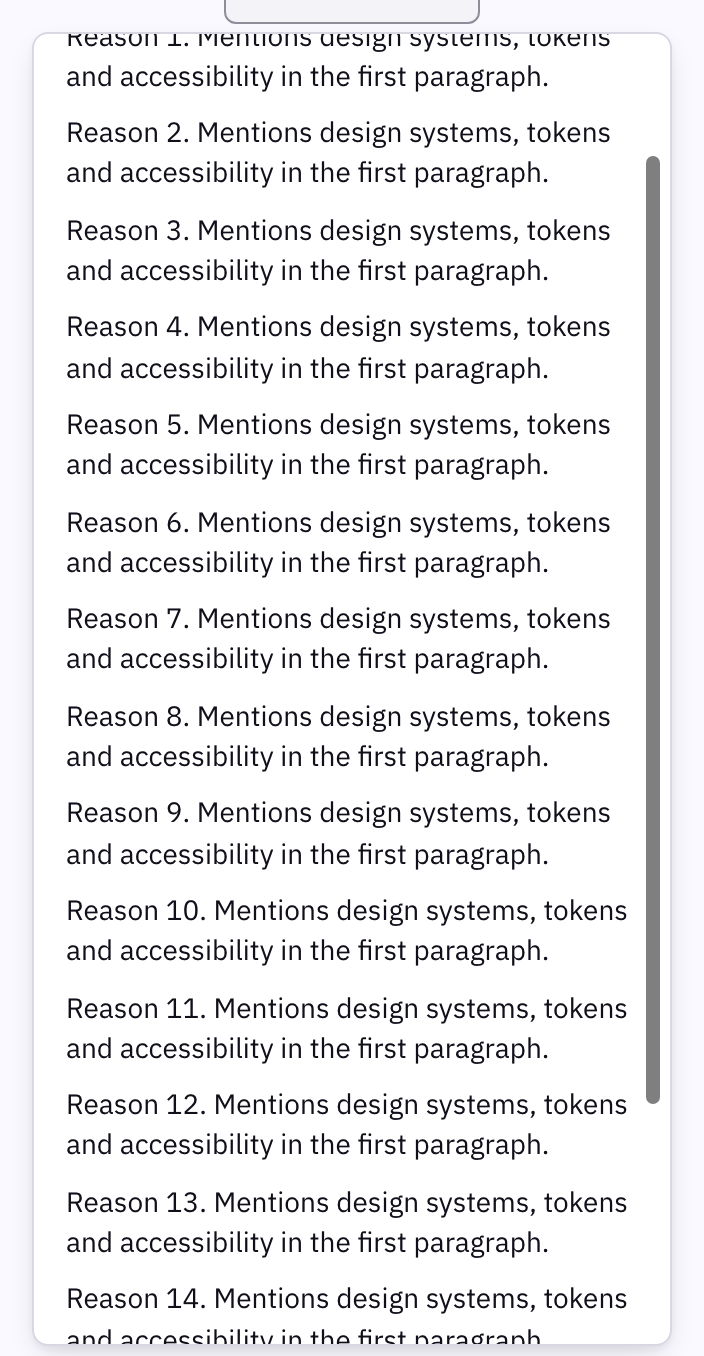 Reason 1. Mentions design systems, tokens
and accessibility in the first paragraph.
Reason 2. Mentions design systems, tokens
and accessibility in the first paragraph.
Reason 3. Mentions design systems, tokens
and accessibility in the first paragraph.
Reason 4. Mentions design systems, tokens
and accessibility in the first paragraph.
Reason 5. Mentions design systems, tokens
and accessibility in the first paragraph.
Reason 6. Mentions design systems, tokens
and accessibility in the first paragraph.
Reason 7. Mentions design systems, tokens
and accessibility in the first paragraph.
Reason 8. Mentions design systems, tokens
and accessibility in the first paragraph.
Reason 9. Mentions design systems, tokens
and accessibility in the first paragraph.
Reason 10. Mentions design systems, tokens
and accessibility in the first paragraph.
Reason 11. Mentions design systems, tokens
and accessibility in the first paragraph.
Reason 12. Mentions design systems, tokens
and accessibility in the first paragraph.
Reason 13. Mentions design systems, tokens
and accessibility in the first paragraph.
Reason 14. Mentions design systems, tokens
and accessibility in the first paragraph.